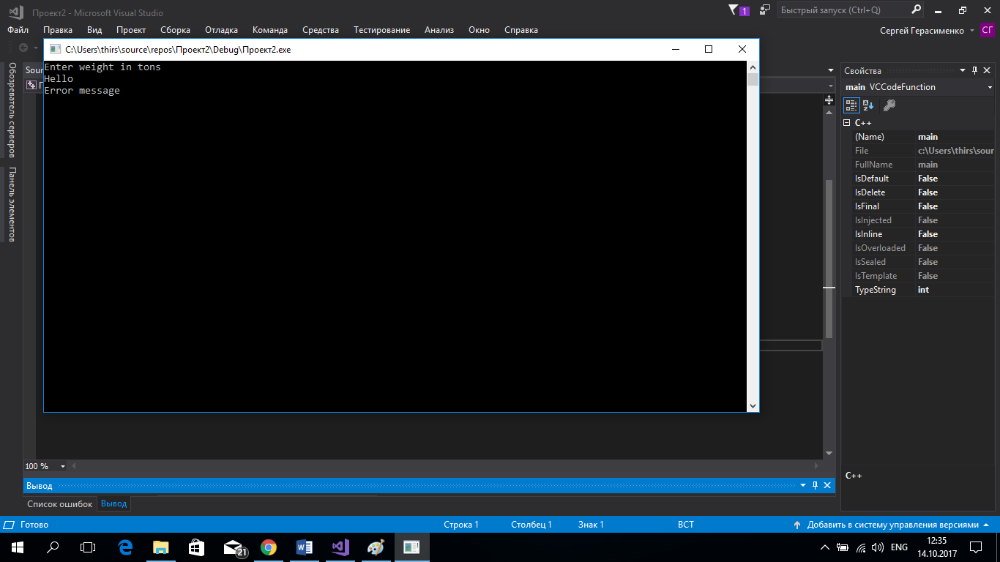 Проект2 - Microsoft Visual Studio
1
Быстрый запуск (Ctrl+Q)
Файл Правка Вид Проект Сборка Отладка Команда Средства Тестирование Анализ Окно Справка
Сергей Герасименко СГ
C:\Users\thirs\source\repos\Проект2\Debug\Проект2.exe
Enter weight in tons
Hello
Error message
Обозреватель серверов
Панель элементов
Sour
Свойства
main VCCodeFunction
C++
(Name) main
File c:\Users\thirs\sour
FullName main
IsDefault False
IsDelete False
IsFinal False
IsInjected False
IsInline False
IsOverloaded False
IsSealed False
IsTemplate False
TypeString int
C++
100 %
Вывод
Список ошибок Вывод
Готово Строка 1 Столбец 1 Знак 1 ВСТ Добавить в систему управления версиями
21
ENG
12:35
14.10.2017